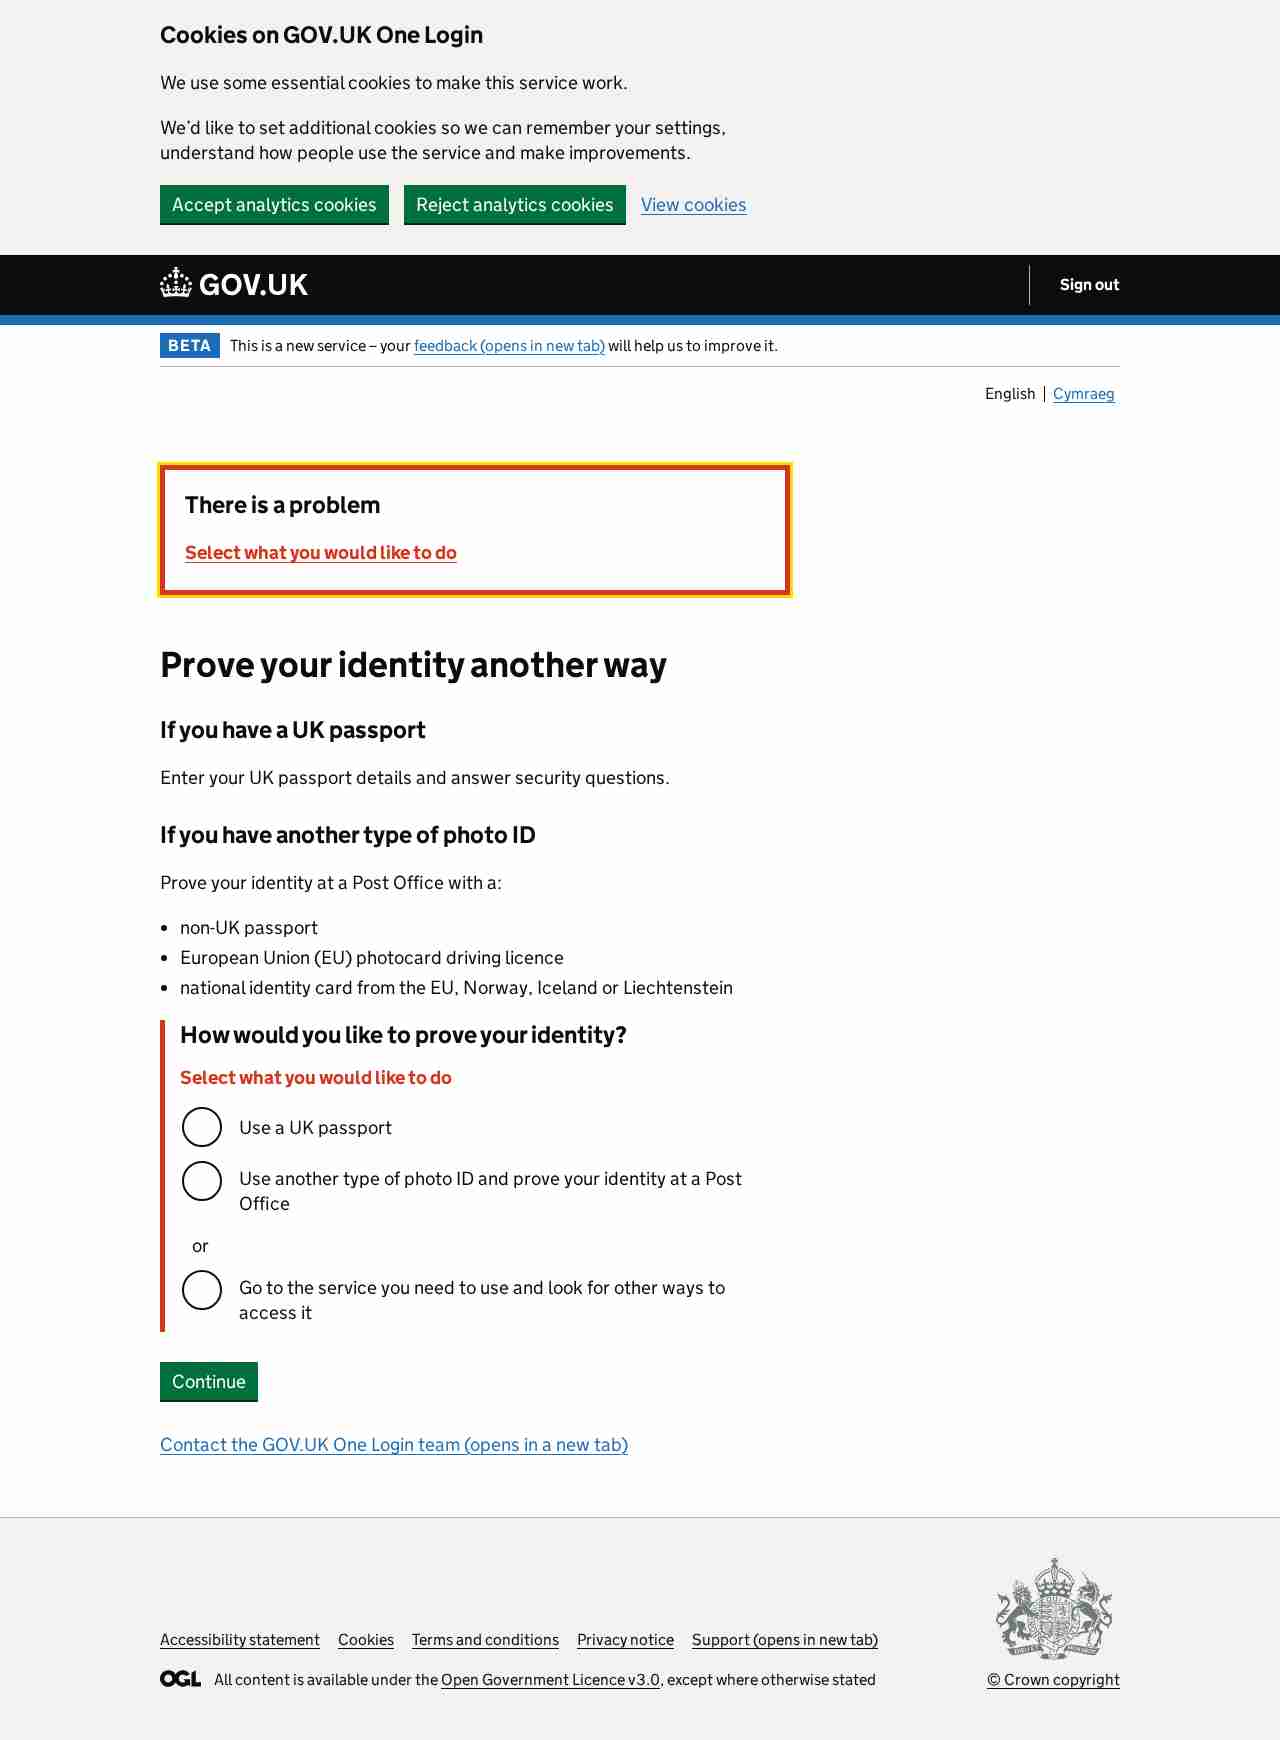 Cookies on GOV.UK One Login
We use some essential cookies to make this service work.
We'd like to set additional cookies so we can remember your settings,
understand how people use the service and make improvements.
Accept analytics cookies Reject analytics cookies View cookies
GOV.UK Sign out
BETA This is a new service – your feedback (opens in new tab) will help us to improve it.
English Cymraeg
There is a problem
Select what you would like to do
Prove your identity another way
If you have a UK passport
Enter your UK passport details and answer security questions.
If you have another type of photo ID
Prove your identity at a Post Office with a:
• non-UK passport
• European Union (EU) photocard driving licence
• national identity card from the EU, Norway, Iceland or Liechtenstein
How would you like to prove your identity?
Select what you would like to do
Use a UK passport
Use another type of photo ID and prove your identity at a Post
Office
or
Go to the service you need to use and look for other ways to
access it
Continue
Contact the GOV.UK One Login team (opens in a new tab)
Accessibility statement Cookies Terms and conditions Privacy notice Support (opens in new tab)
OGL All content is available under the Open Government Licence v3.0, except where otherwise stated
© Crown copyright